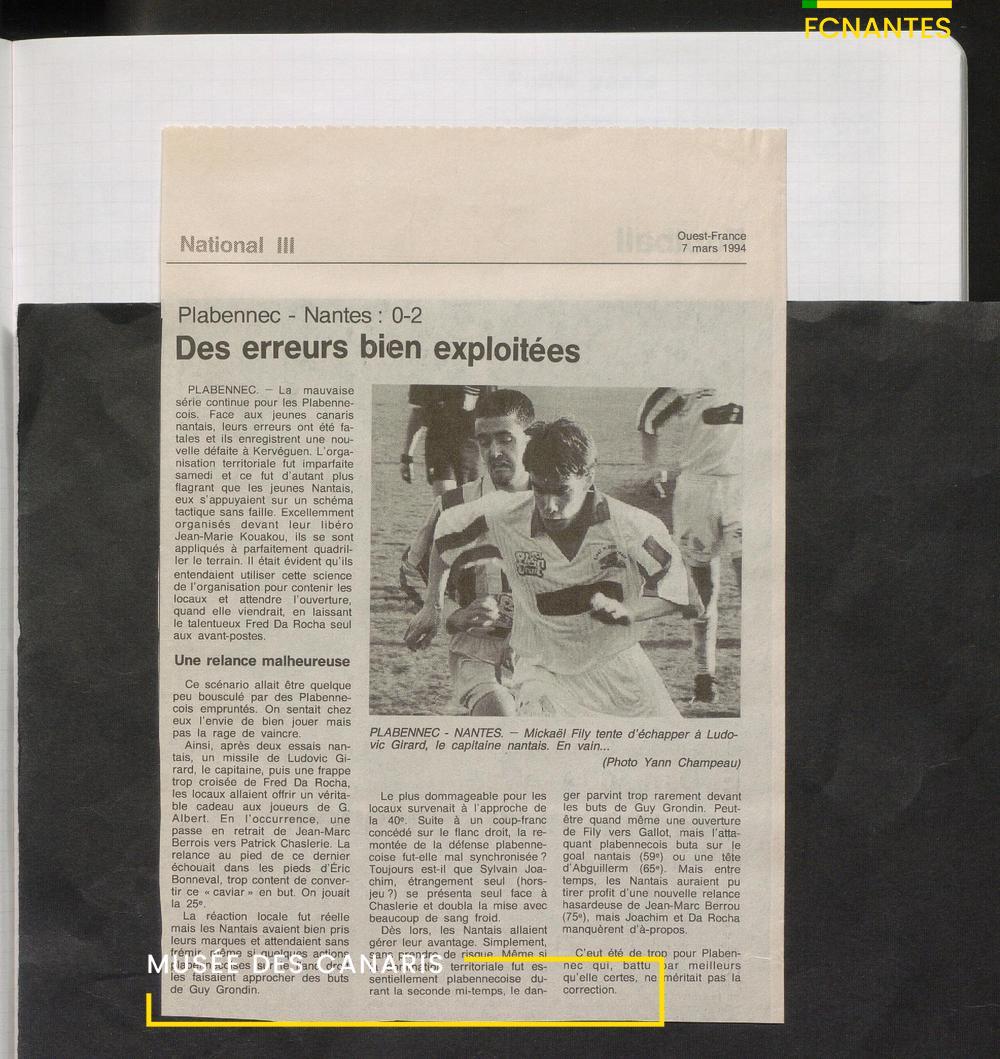 FCNANTES
National III
Ouest-France
7 mars 1994
Plabennec - Nantes : 0-2
Des erreurs bien exploitées
PLABENNEC. — La mauvaise
série continue pour les Plabenne-
cois. Face aux jeunes canaris
nantais, leurs erreurs ont été fa-
tales et ils enregistrent une nou-
velle défaite à Kervéguen. L'orga-
nisation territoriale fut imparfaite
samedi et ce fut d'autant plus
flagrant que les jeunes Nantais,
eux s'appuyaient sur un schéma
tactique sans faille. Excellemment
organisés devant leur libéro
Jean-Marie Kouakou, ils se sont
appliqués à parfaitement quadril-
ler le terrain. Il était évident qu'ils
entendaient utiliser cette science
de l'organisation pour contenir les
locaux et attendre l'ouverture,
quand elle viendrait, en laissant
le talentueux Fred Da Rocha seul
aux avant-postes.
Une relance malheureuse
Ce scénario allait être quelque
peu bousculé par des Plabenne-
cois empruntés. On sentait chez
eux l'envie de bien jouer mais
pas la rage de vaincre.
Ainsi, après deux essais nan-
tais, un missile de Ludovic Gi-
rard, le capitaine, puis une frappe
trop croisée de Fred Da Rocha,
les locaux allaient offrir un vérita-
ble cadeau aux joueurs de G.
Albert. En l'occurrence, une
passe en retrait de Jean-Marc
Berrois vers Patrick Chaslerie. La
relance au pied de ce dernier
échouait dans les pieds d'Éric
Bonneval, trop content de conver-
tir ce « caviar » en but. On jouait
la 25e.
La réaction locale fut réelle
mais les Nantais avaient bien pris
leurs marques et attendaient sans
frémir même si quelques actions
les faisaient approcher des buts
de Guy Grondin.
PLABENNEC - NANTES. — Mickaël Fily tente d'échapper à Ludo-
vic Girard, le capitaine nantais. En vain...
(Photo Yann Champeau)
Le plus dommageable pour les
locaux survenait à l'approche de
la 40e. Suite à un coup-franc
concédé sur le flanc droit, la re-
montée de la défense plabenne-
coise fut-elle mal synchronisée ?
Toujours est-il que Sylvain Joa-
chim, étrangement seul (hors-
jeu ?) se présenta seul face à
Chaslerie et doubla la mise avec
beaucoup de sang froid.
Dès lors, les Nantais allaient
gérer leur avantage. Simplement,
sans prendre de risque. Même si
territoriale fut es-
sentiellement plabennecoise du-
rant la seconde mi-temps, le dan-
ger parvint trop rarement devant
les buts de Guy Grondin. Peut-
être quand même une ouverture
de Fily vers Gallot, mais l'atta-
quant plabennecois buta sur le
goal nantais (59e) ou une tête
d'Abguillerm (65e). Mais entre
temps, les Nantais auraient pu
tirer profit d'une nouvelle relance
hasardeuse de Jean-Marc Berrou
(75e), mais Joachim et Da Rocha
manquèrent d'à-propos.
C'eut été de trop pour Plaben-
nec qui, battu par meilleurs
qu'elle certes, ne méritait pas la
correction.
MUSÉE DES CANARIS